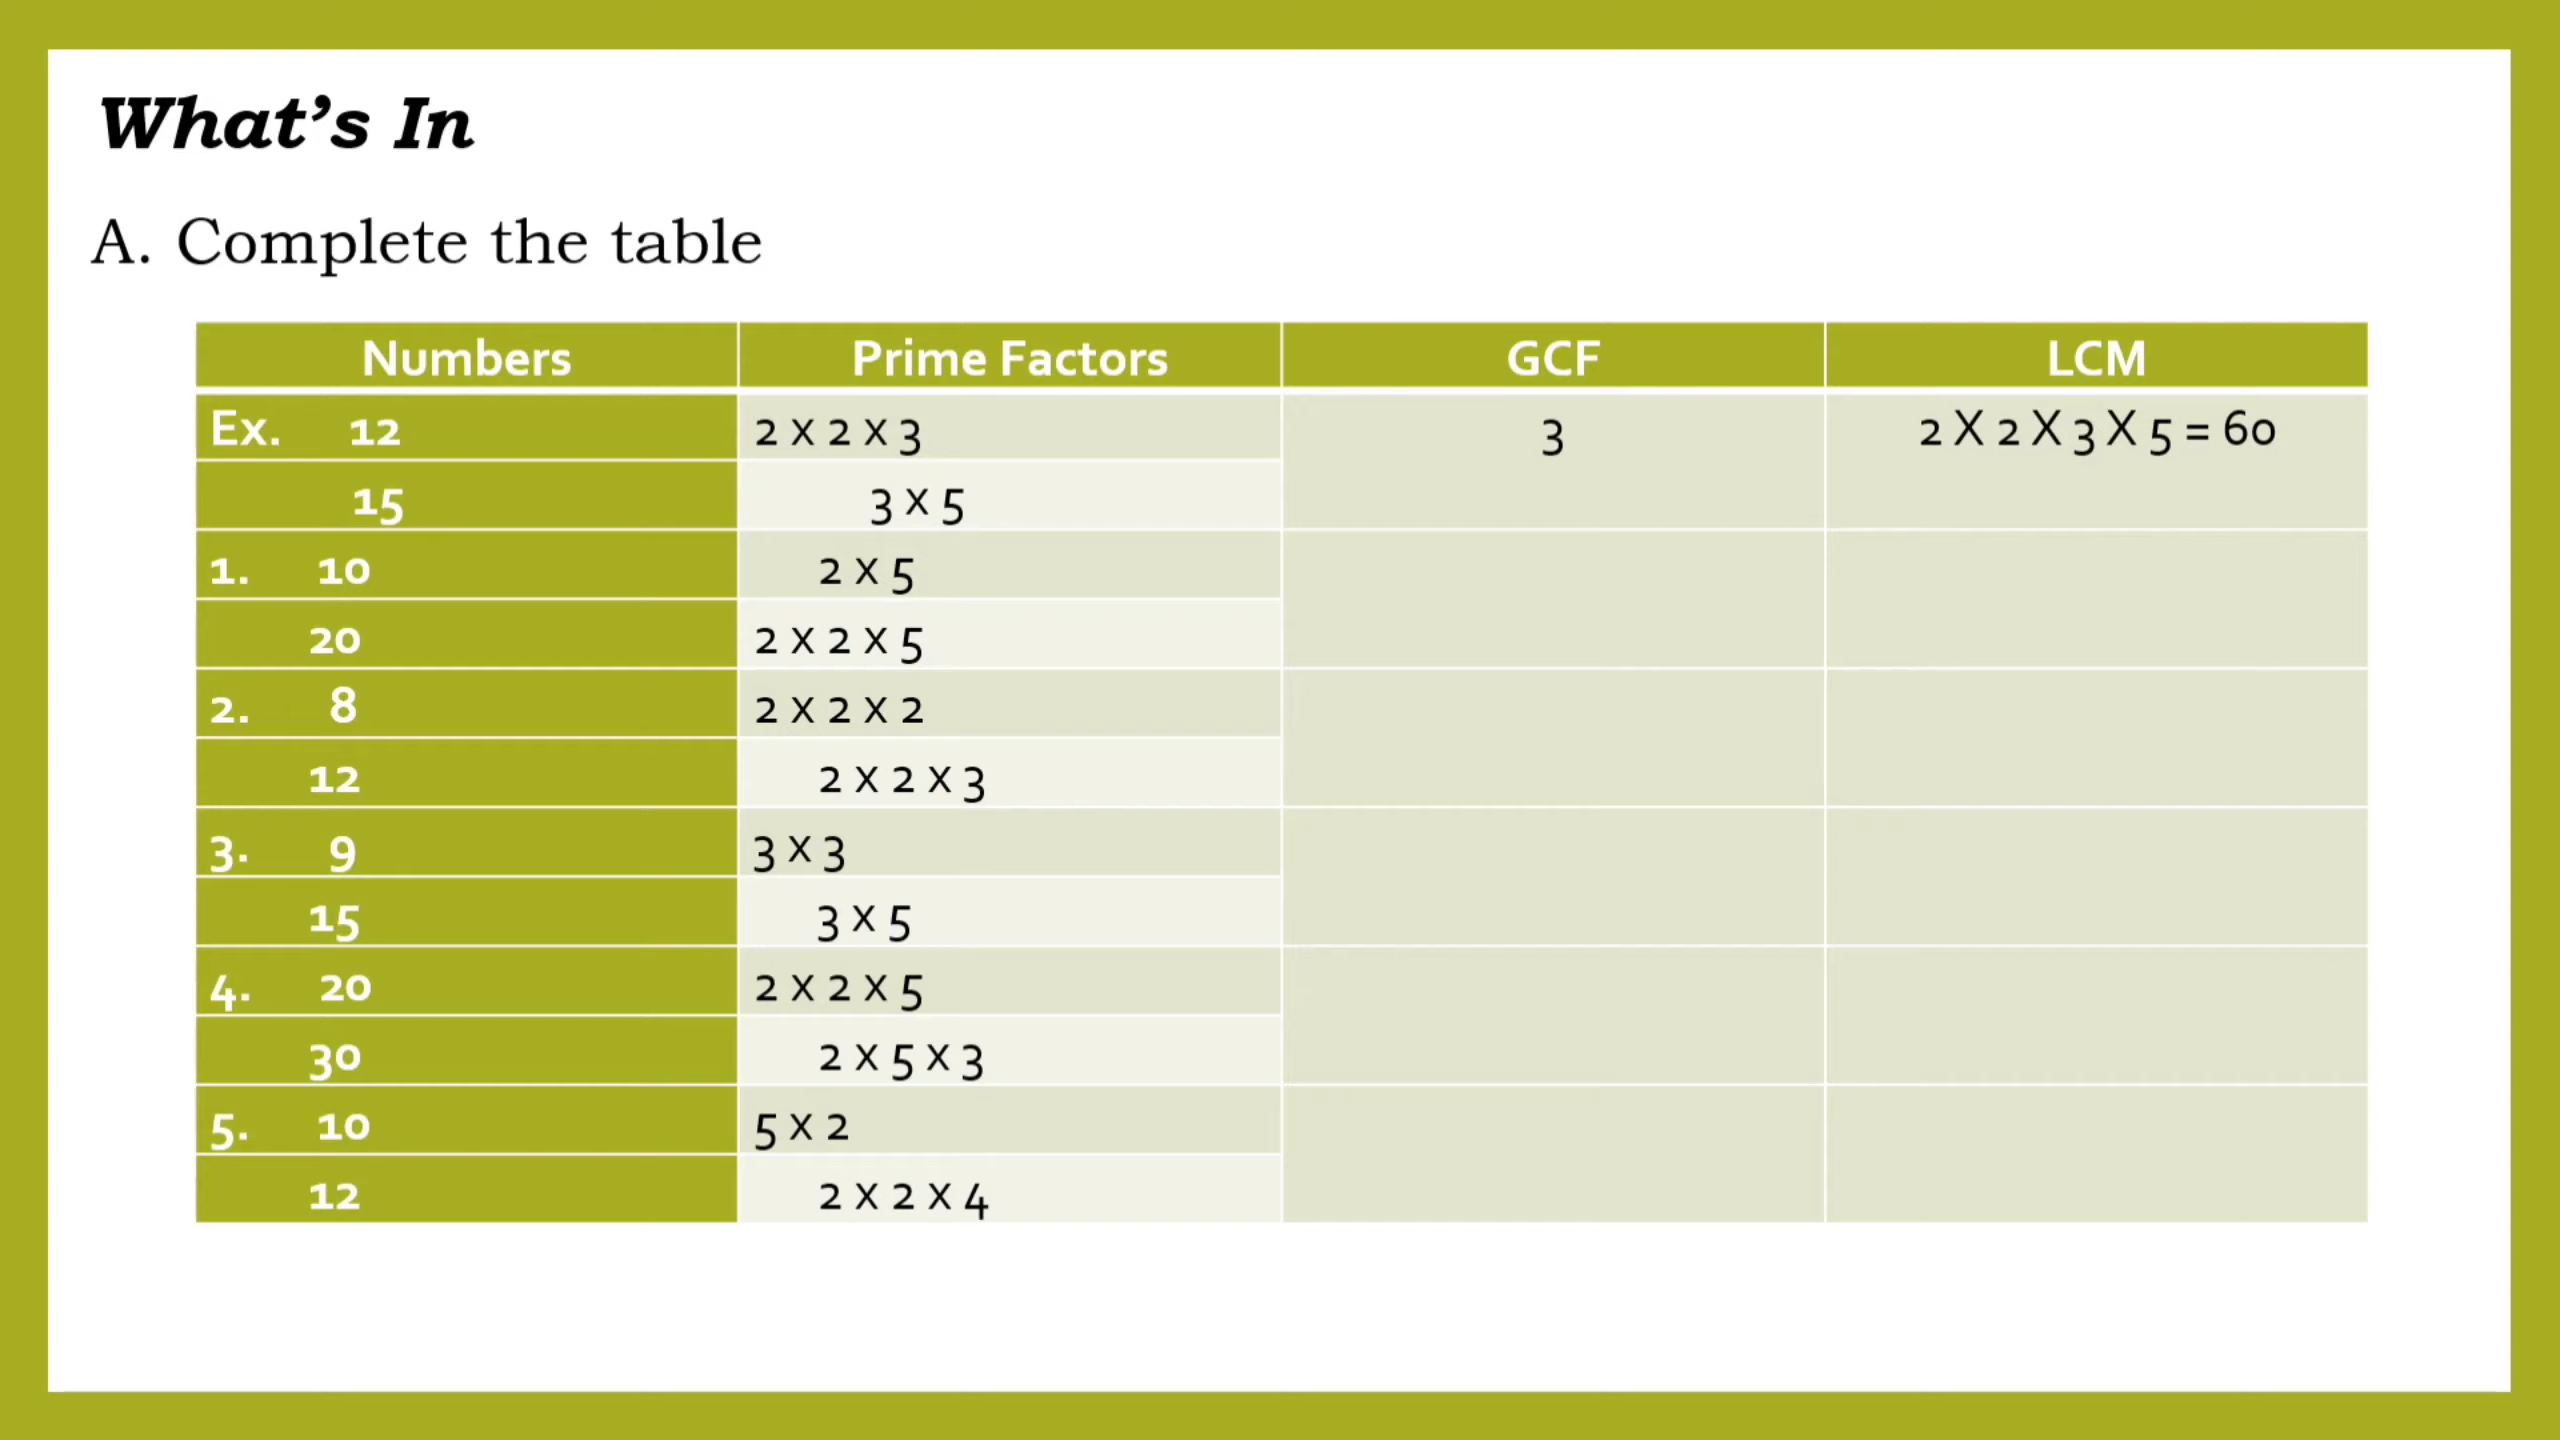 What's In
A. Complete the table
Numbers Prime Factors GCF LCM
Ex. 12 2 x 2 x 3 3 2 X 2 X 3 X 5 = 60
15 3 x 5
1. 10 2 x 5
20 2 x 2 x 5
2. 8 2 x 2 x 2
12 2 x 2 x 3
3. 9 3 x 3
15 3 x 5
4. 20 2 x 2 x 5
30 2 x 5 x 3
5. 10 5 x 2
12 2 x 2 x 4